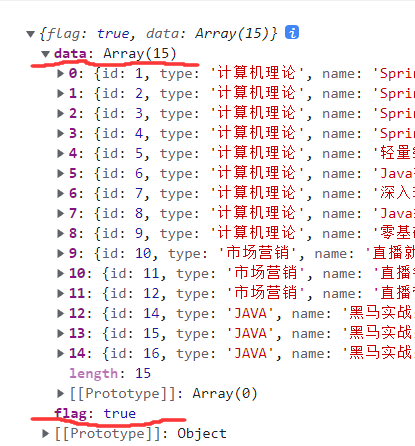 {flag: true, data: Array(15)} i
data: Array(15)
0: {id: 1, type: '计算机理论', name: 'Sprin
1: {id: 2, type: '计算机理论', name: 'Sprin
2: {id: 3, type: '计算机理论', name: 'Sprin
3: {id: 4, type: '计算机理论', name: 'Sprin
4: {id: 5, type: '计算机理论', name: '轻量
5: {id: 6, type: '计算机理论', name: 'Java
6: {id: 7, type: '计算机理论', name: '深入
7: {id: 8, type: '计算机理论', name: 'Java
8: {id: 9, type: '计算机理论', name: '零基
9: {id: 10, type: '市场营销', name: '直播就
10: {id: 11, type: '市场营销', name: '直播
11: {id: 12, type: '市场营销', name: '直播
12: {id: 14, type: 'JAVA', name: '黑马实战
13: {id: 15, type: 'JAVA', name: '黑马实战
14: {id: 16, type: 'JAVA', name: '黑马实战
length: 15
[[Prototype]]: Array(0)
flag: true
[[Prototype]]: Object